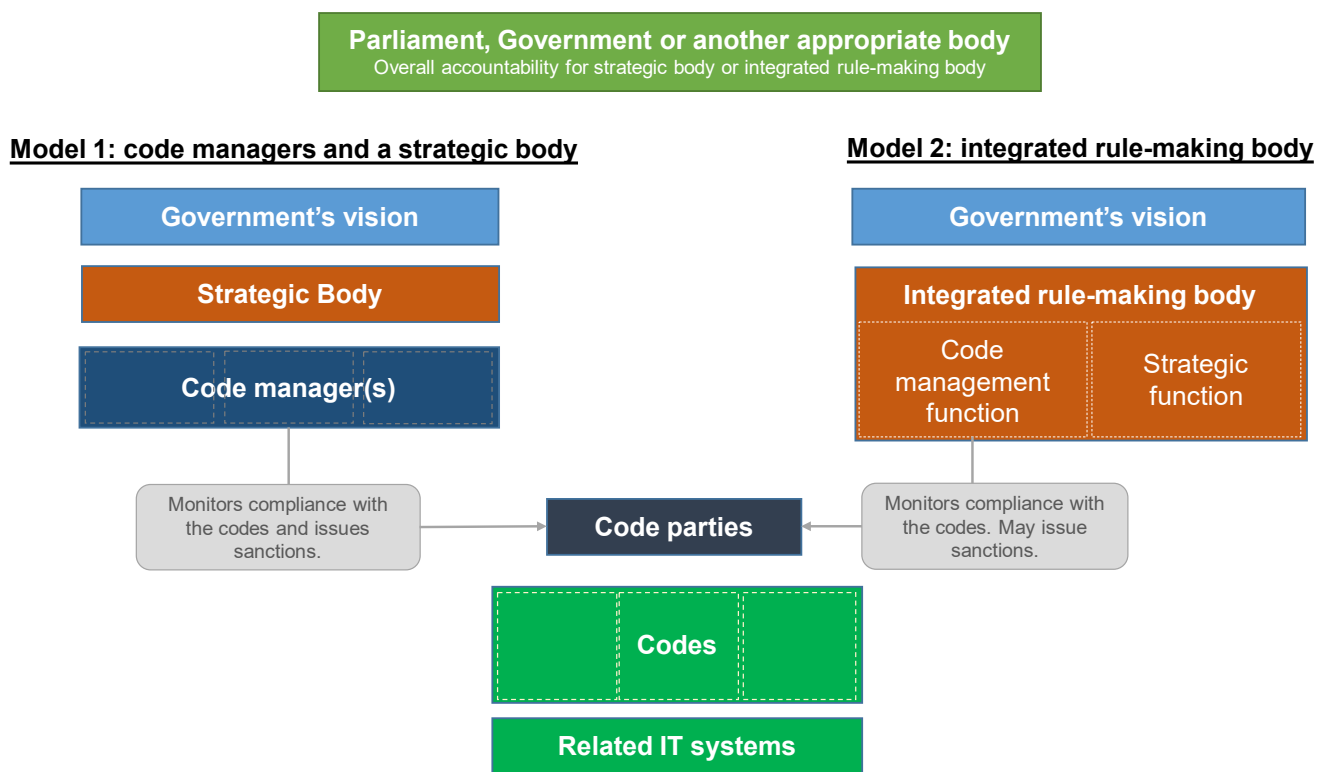 Parliament, Government or another appropriate body
Overall accountability for strategic body or integrated rule-making body
Model 1: code managers and a strategic body
Government’s vision
Strategic Body
Code manager(s)
Monitors compliance with
the codes and issues
sanctions.
Model 2: integrated rule-making body
Government’s vision
Integrated rule-making body
Code
management
function
Strategic
function
Monitors compliance with
the codes. May issue
sanctions.
Code parties
Codes
Related IT systems